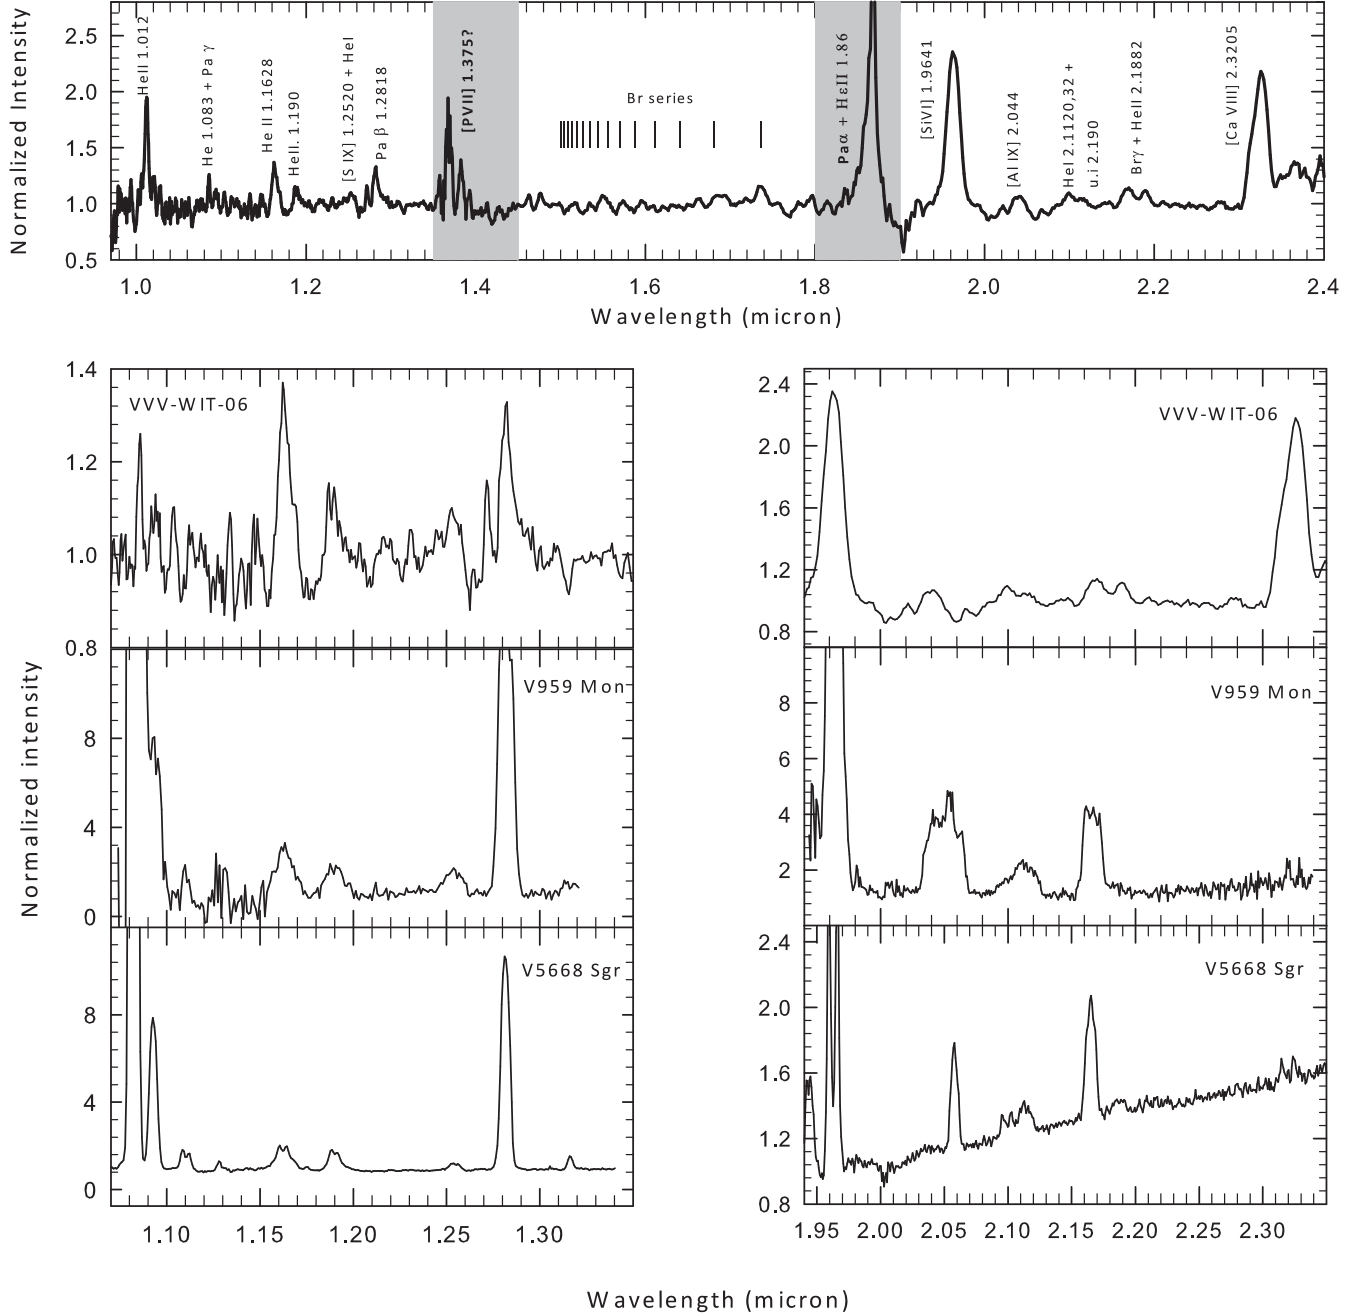 Normalized Intensity
2.5
2.0
1.5
1.0
0.5
HeII 1.012
He 1.083 + Pa γ
He II 1.1628
HeII. 1.190
[S IX] 1.2520 + HeI
Pa β 1.2818
[PVII] 1.375?
Br series
Paα + HεII 1.86
[SiVI] 1.9641
[Al IX] 2.044
HeI 2.1120,32 +
u.i 2.190
Brγ + HeII 2.1882
[Ca VIII] 2.3205
1.0 1.2 1.4 1.6 1.8 2.0 2.2 2.4
Wavelength (micron)
Normalized intensity
1.4
1.2
1.0
0.8
VVV-WIT-06
8
4
0
V959 Mon
8
4
0
V5668 Sgr
1.10 1.15 1.20 1.25 1.30
2.4
2.0
1.6
1.2
0.8
VVV-WIT-06
8
6
4
2
V959 Mon
2.4
2.0
1.6
1.2
0.8
V5668 Sgr
1.95 2.00 2.05 2.10 2.15 2.20 2.25 2.30
Wavelength (micron)